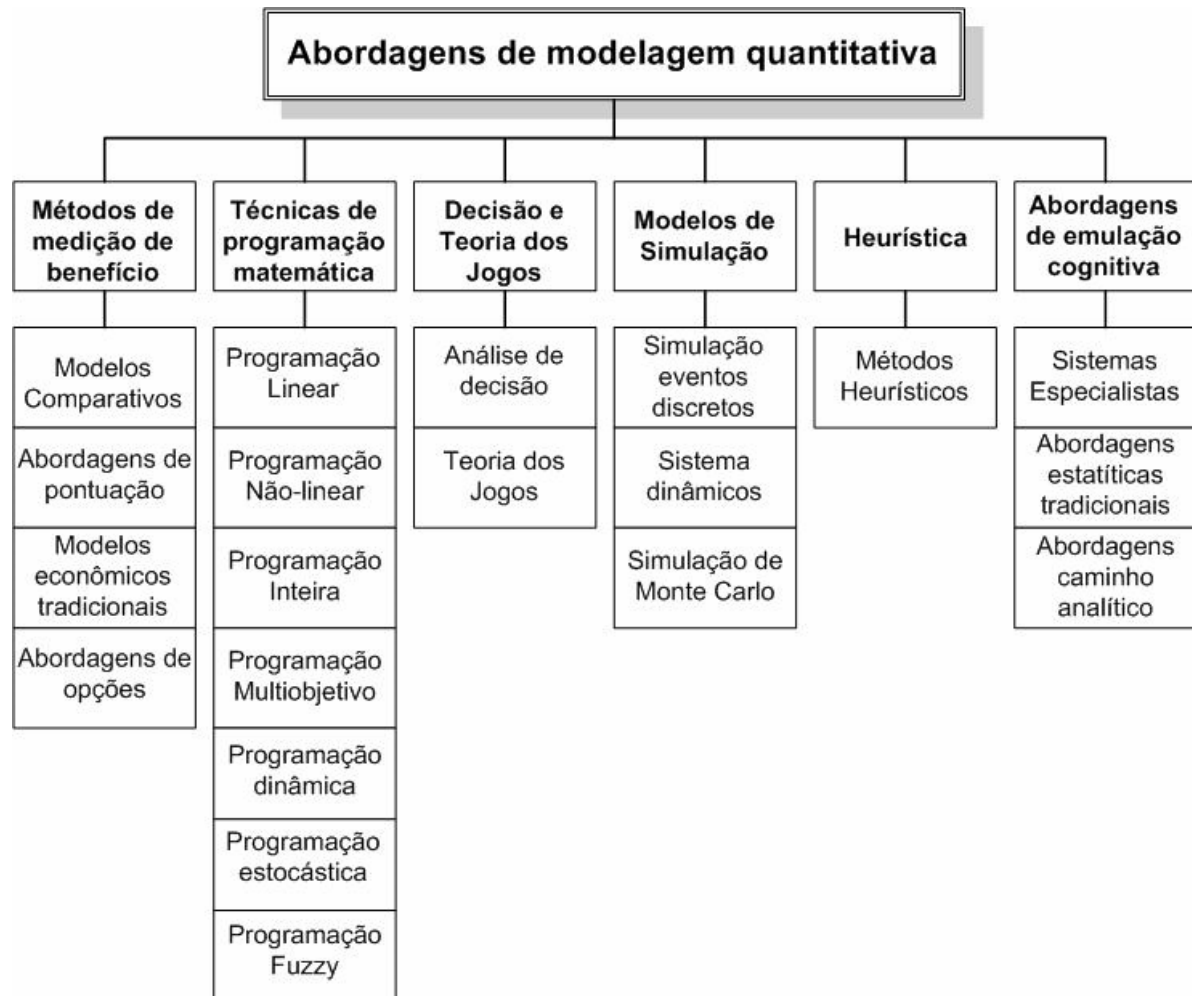 Abordagens de modelagem quantitativa
Métodos de
medição de
benefício
Modelos
Comparativos
Abordagens de
pontuação
Modelos
econômicos
tradicionais
Abordagens de
opções
Técnicas de
programação
matemática
Programação
Linear
Programação
Não-linear
Programação
Inteira
Programação
Multiobjetivo
Programação
dinâmica
Programação
estocástica
Programação
Fuzzy
Decisão e
Teoria dos
Jogos
Análise de
decisão
Teoria dos
Jogos
Modelos de
Simulação
Simulação
eventos
discretos
Sistema
dinâmicos
Simulação de
Monte Carlo
Heurística
Métodos
Heurísticos
Abordagens
de emulação
cognitiva
Sistemas
Especialistas
Abordagens
estatíticas
tradicionais
Abordagens
caminho
analítico